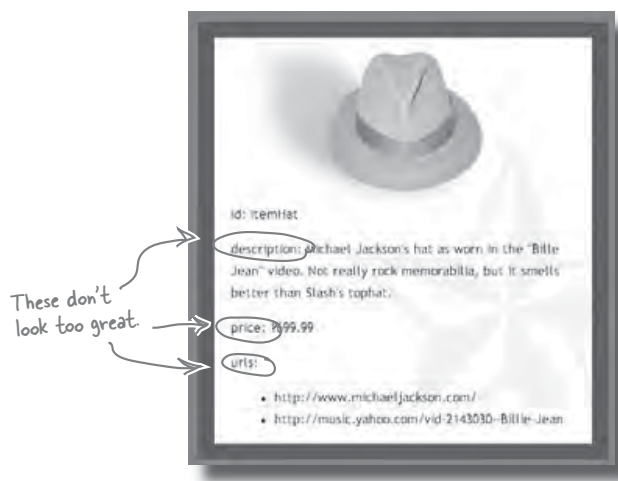 id: itemHat
description: Michael Jackson's hat as worn in the "Bille
Jean" video. Not really rock memorabilia, but it smells
better than Slash's tophat.
These don't
look too great.
price: 699.99
urls:
• http://www.michaeljackson.com/
• http://music.yahoo.com/vid-2143030--Billie-Jean